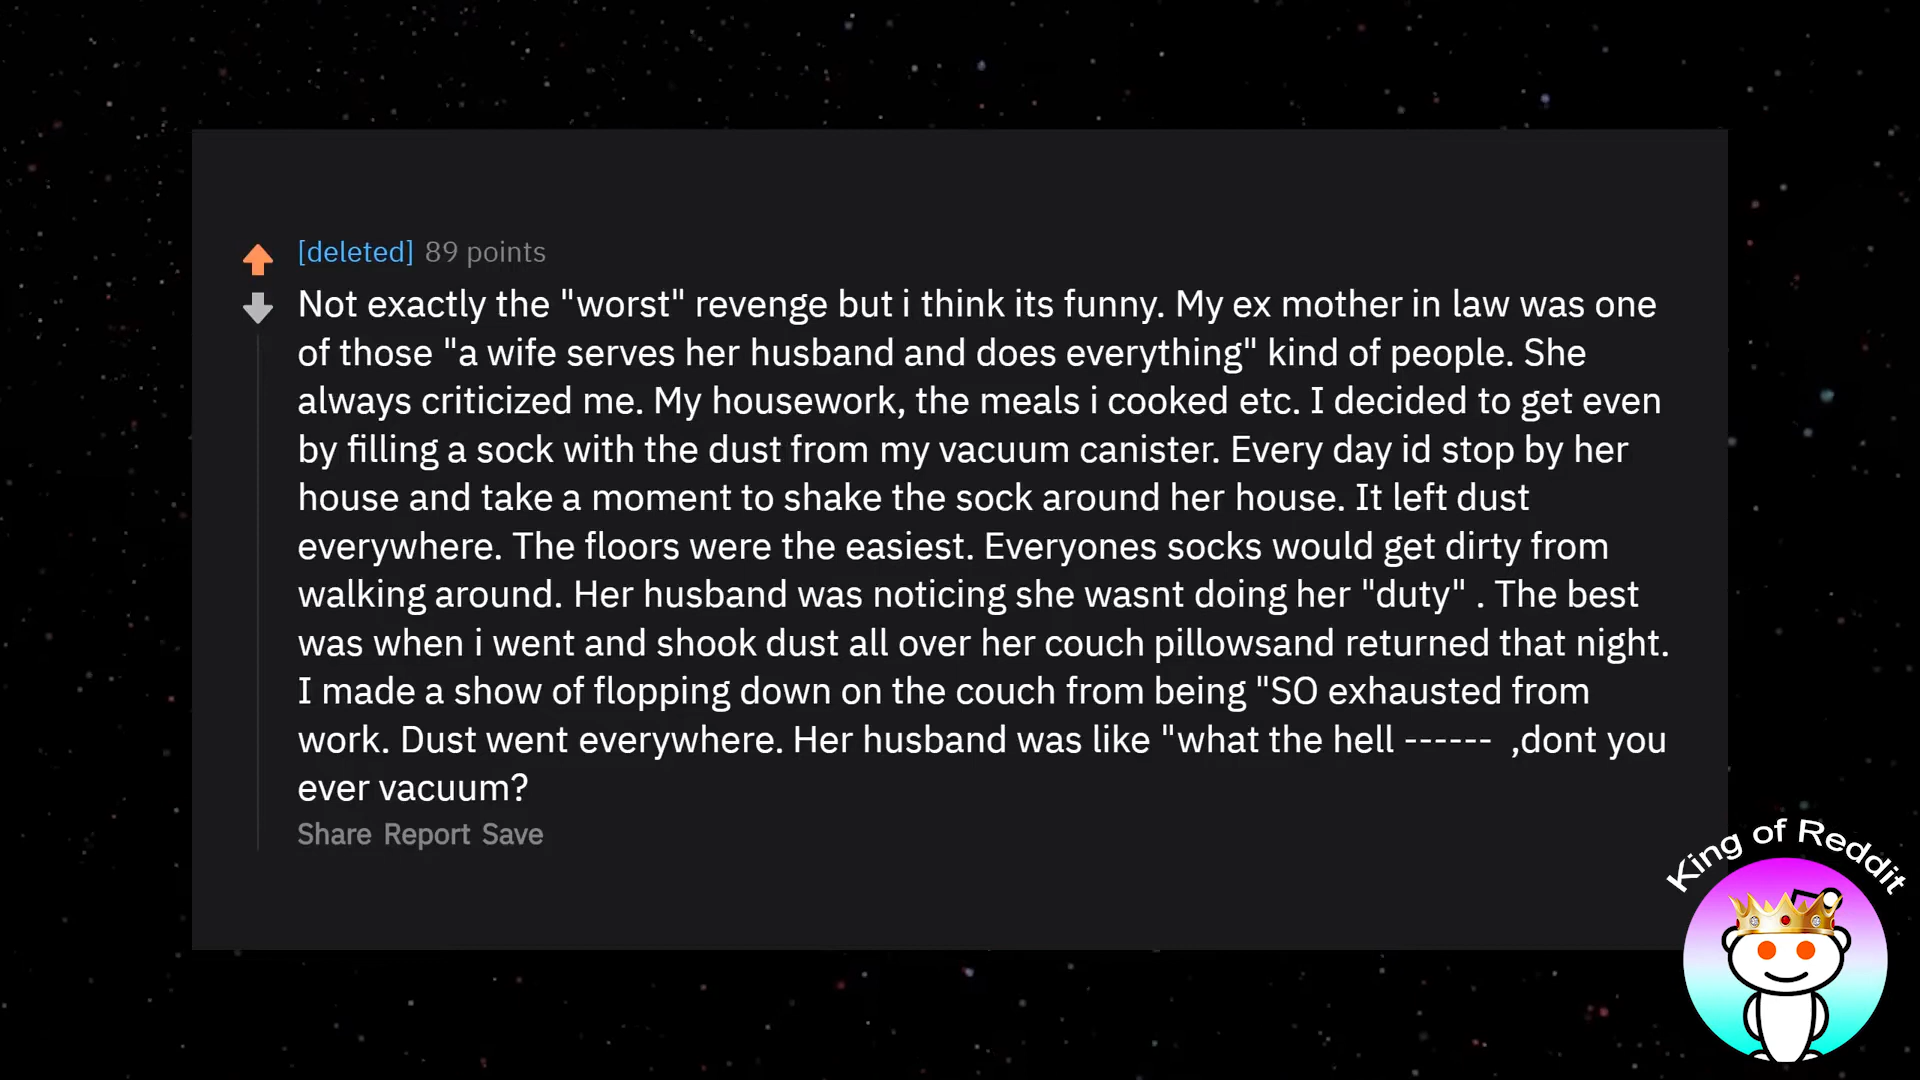 [deleted] 89 points
Not exactly the "worst" revenge but i think its funny. My ex mother in law was one
of those "a wife serves her husband and does everything" kind of people. She
always criticized me. My housework, the meals i cooked etc. I decided to get even
by filling a sock with the dust from my vacuum canister. Every day id stop by her
house and take a moment to shake the sock around her house. It left dust
everywhere. The floors were the easiest. Everyones socks would get dirty from
walking around. Her husband was noticing she wasnt doing her "duty" . The best
was when i went and shook dust all over her couch pillowsand returned that night.
I made a show of flopping down on the couch from being "SO exhausted from
work. Dust went everywhere. Her husband was like "what the hell ------  ,dont you
ever vacuum?
Share Report Save
King of Reddit